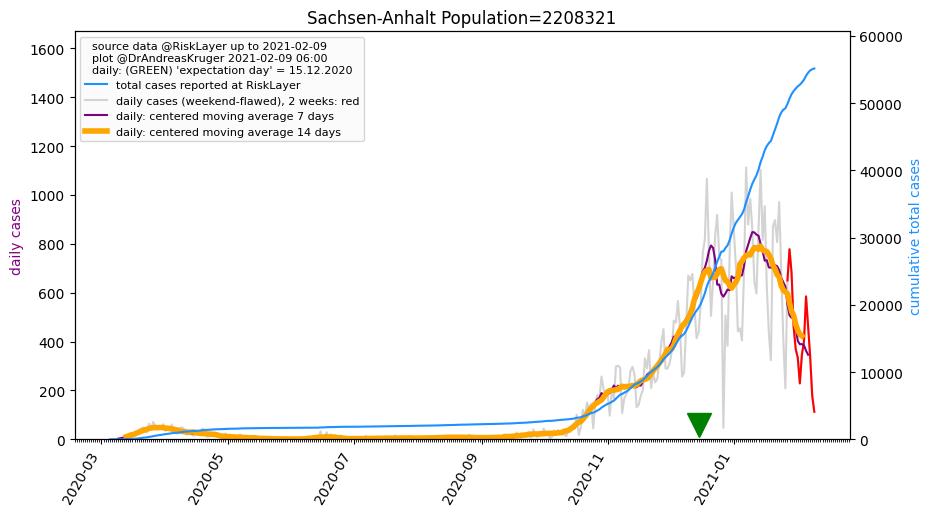 Sachsen-Anhalt Population=2208321
source data @RiskLayer up to 2021-02-09
plot @DrAndreasKruger 2021-02-09 06:00
daily: (GREEN) 'expectation day' = 15.12.2020
total cases reported at RiskLayer
daily cases (weekend-flawed), 2 weeks: red
daily: centered moving average 7 days
daily: centered moving average 14 days
daily cases
1600
1400
1200
1000
800
600
400
200
0
60000
50000
40000
30000
20000
10000
0
cumulative total cases
2020-03
2020-05
2020-07
2020-09
2020-11
2021-01